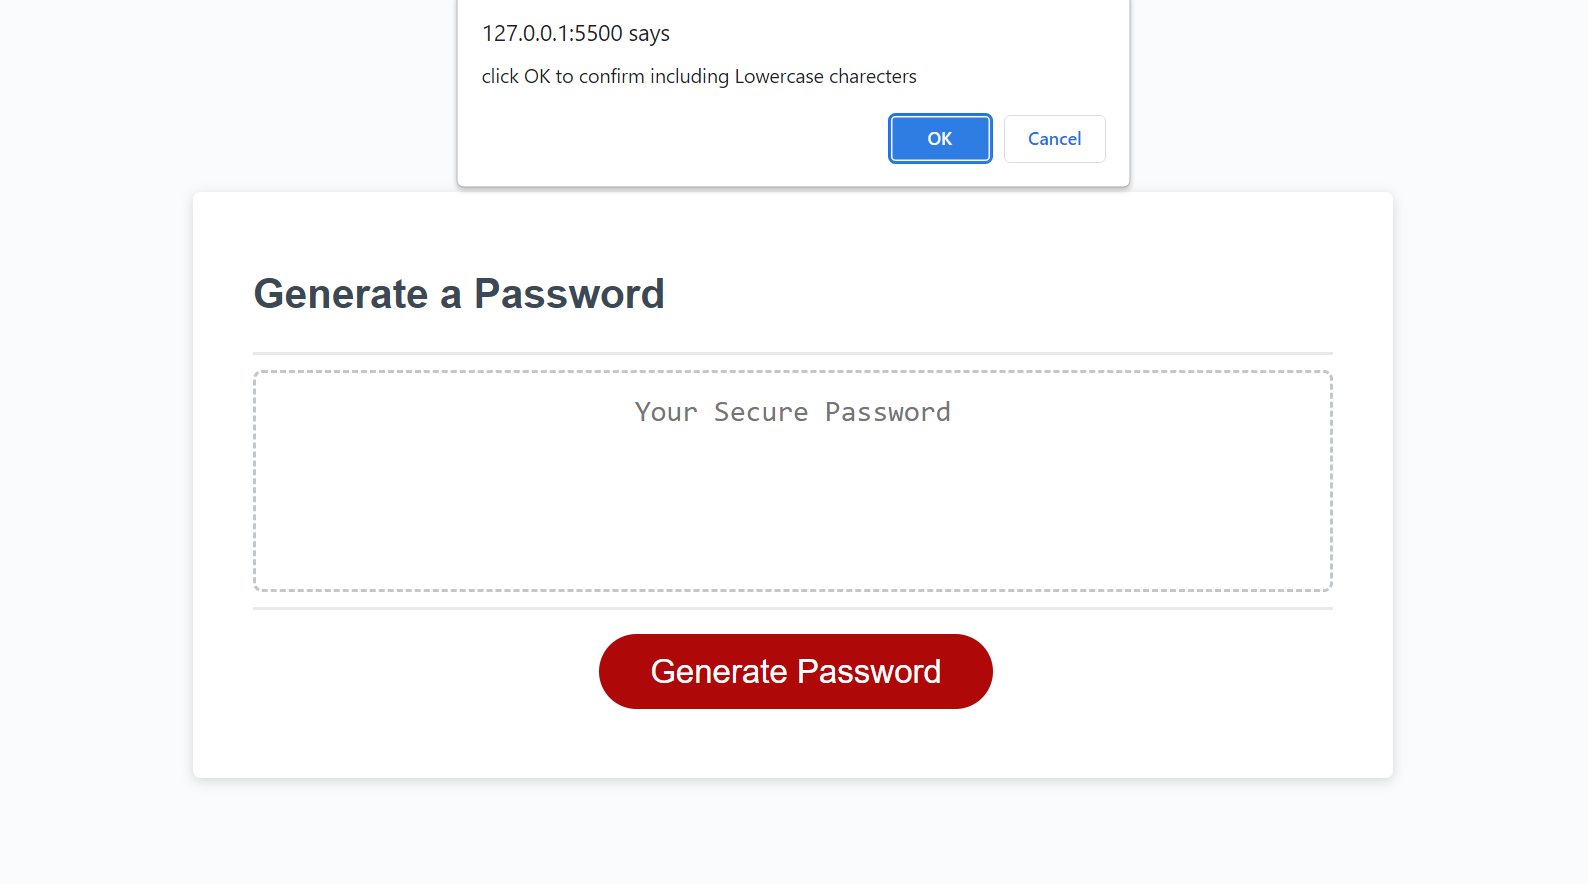 127.0.0.1:5500 says
click OK to confirm including Lowercase charecters
OK Cancel
Generate a Password
Your Secure Password
Generate Password